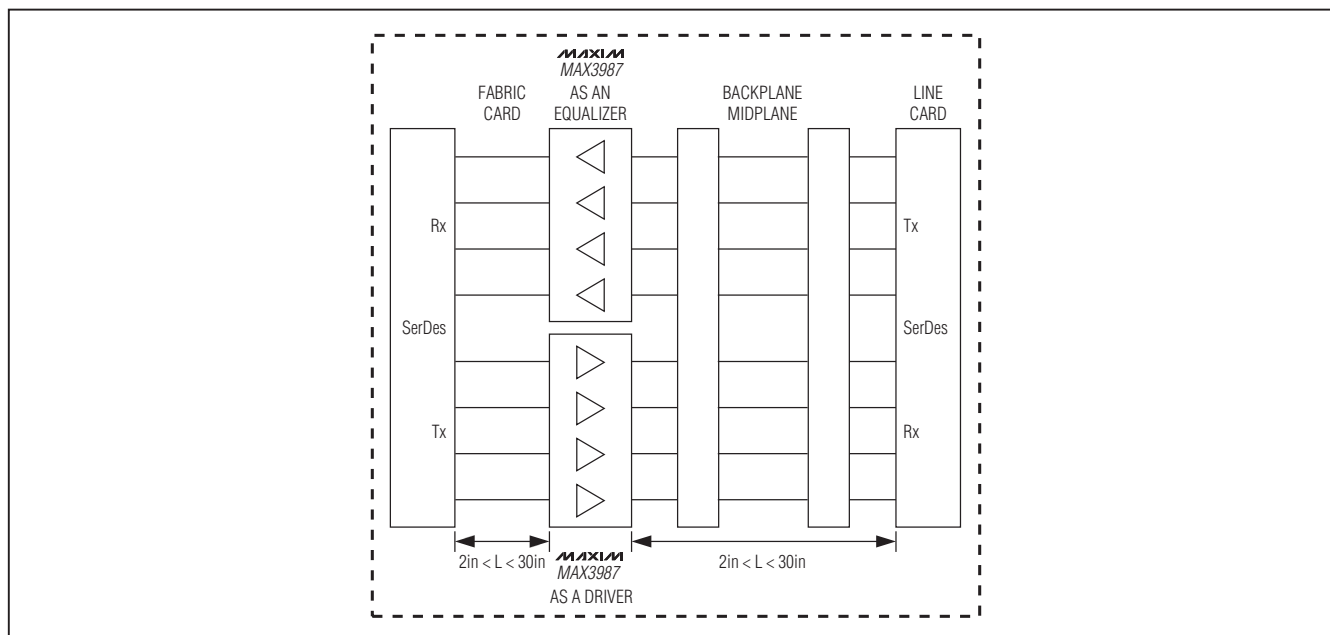 MAXIM
MAX3987
AS AN
EQUALIZER
FABRIC
CARD
BACKPLANE
MIDPLANE
LINE
CARD
Rx
Tx
SerDes
SerDes
Tx
Rx
2in < L < 30in
2in < L < 30in
MAXIM
MAX3987
AS A DRIVER